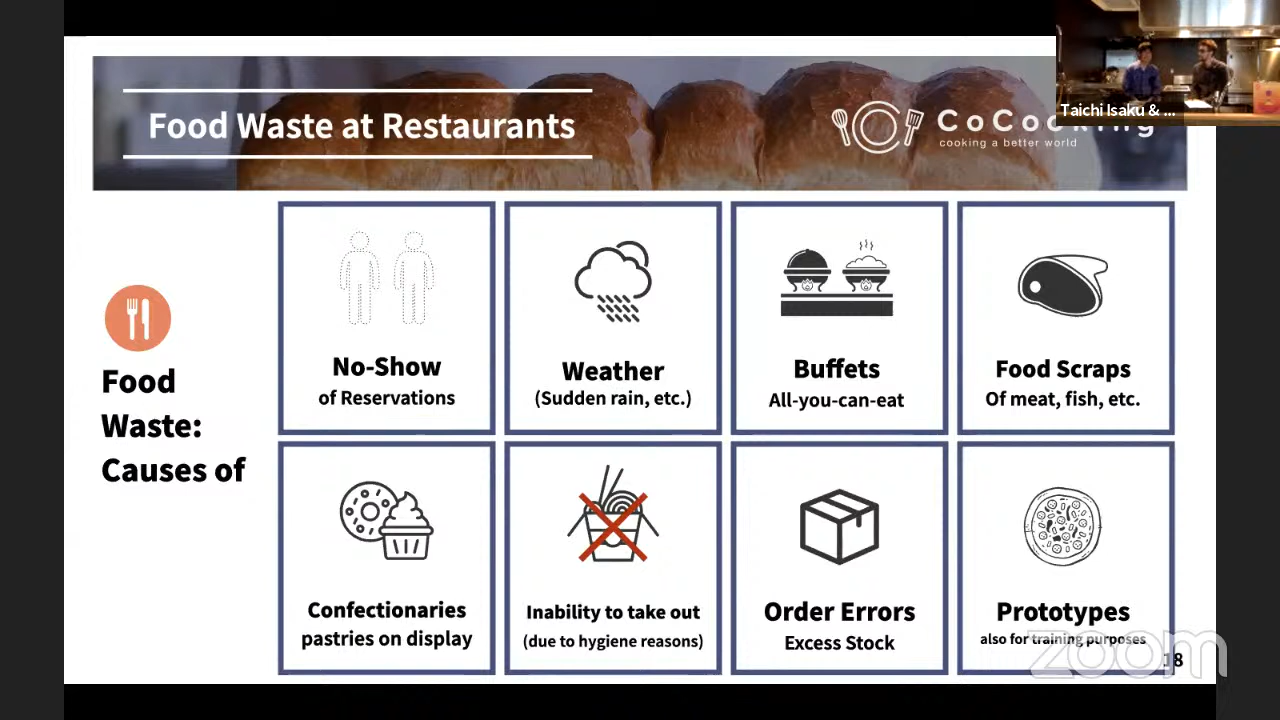 Food Waste at Restaurants
CoCooking
cooking a better world
Taichi Isaku & ...
Food
Waste:
Causes of
No-Show
of Reservations
Weather
(Sudden rain, etc.)
Buffets
All-you-can-eat
Food Scraps
Of meat, fish, etc.
Confectionaries
pastries on display
Inability to take out
(due to hygiene reasons)
Order Errors
Excess Stock
Prototypes
also for training purposes
zoom
18